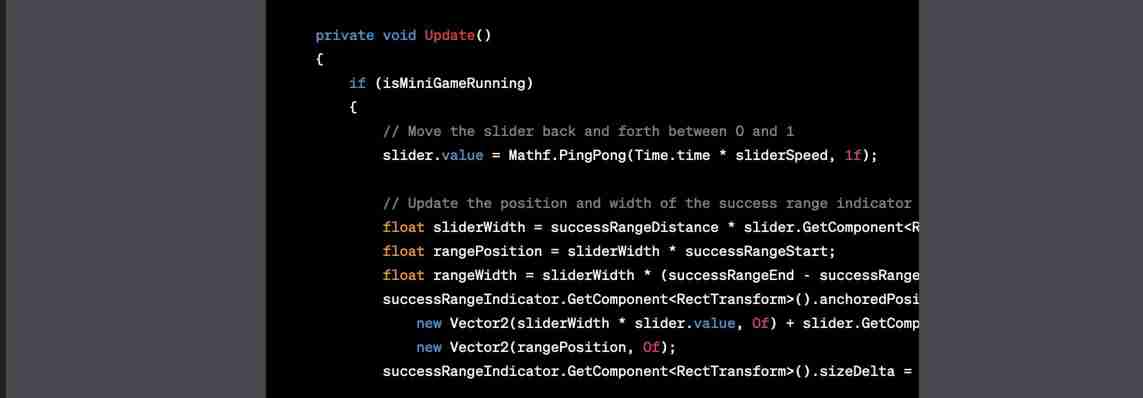 private void Update()
{
if (isMiniGameRunning)
{
// Move the slider back and forth between 0 and 1
slider.value = Mathf.PingPong(Time.time * sliderSpeed, 1f);
// Update the position and width of the success range indicator
float sliderWidth = successRangeDistance * slider.GetComponent<R
float rangePosition = sliderWidth * successRangeStart;
float rangeWidth = sliderWidth * (successRangeEnd - successRange
successRangeIndicator.GetComponent<RectTransform>().anchoredPosi
new Vector2(sliderWidth * slider.value, 0f) + slider.GetComp
new Vector2(rangePosition, 0f);
successRangeIndicator.GetComponent<RectTransform>().sizeDelta =